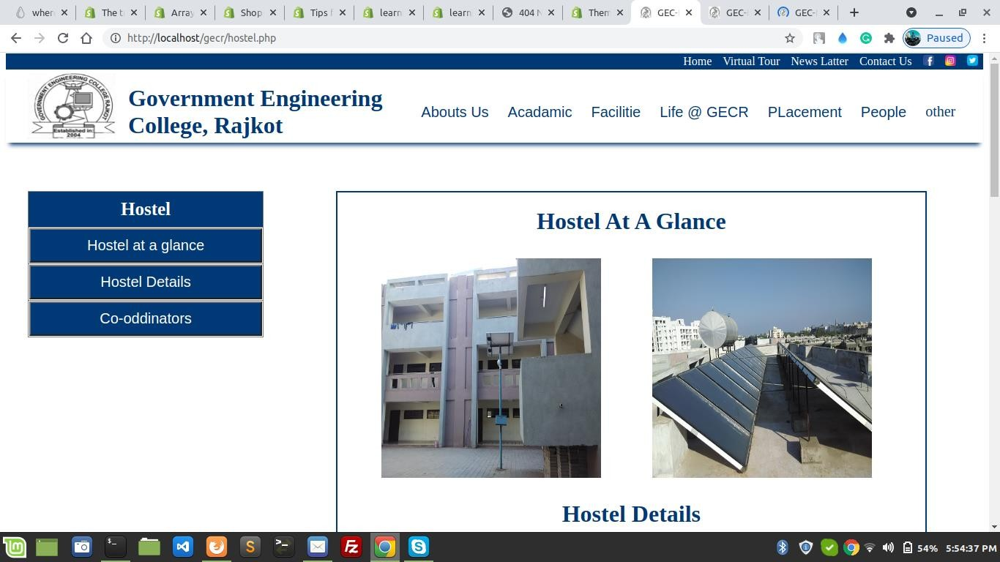 where
The t
Array
Shop
Tips f
learn
learn
404 N
Them
GEC-
GEC-
GEC-
http://localhost/gecr/hostel.php
Paused
Home Virtual Tour News Latter Contact Us
GOVERNMENT ENGINEERING COLLEGE RAJKOT
Established in:
2004
Government Engineering
College, Rajkot
Abouts Us Acadamic Facilitie Life @ GECR PLacement People other
Hostel
Hostel at a glance
Hostel Details
Co-oddinators
Hostel At A Glance
Hostel Details
54% 5:54:37 PM